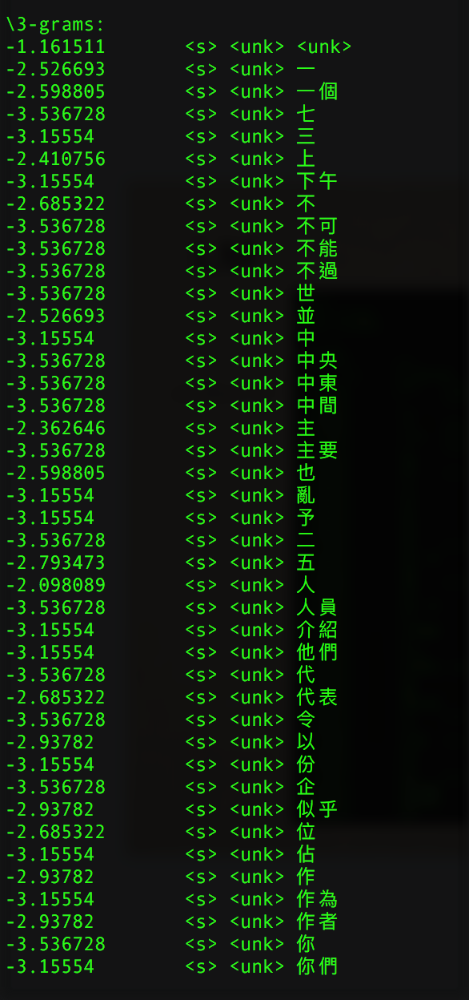 \3-grams:
-1.161511 <s> <unk> <unk>
-2.526693 <s> <unk> 一
-2.598805 <s> <unk> 一個
-3.536728 <s> <unk> 七
-3.15554 <s> <unk> 三
-2.410756 <s> <unk> 上
-3.15554 <s> <unk> 下午
-2.685322 <s> <unk> 不
-3.536728 <s> <unk> 不可
-3.536728 <s> <unk> 不能
-3.536728 <s> <unk> 不過
-3.536728 <s> <unk> 世
-2.526693 <s> <unk> 並
-3.15554 <s> <unk> 中
-3.536728 <s> <unk> 中央
-3.536728 <s> <unk> 中東
-3.536728 <s> <unk> 中間
-2.362646 <s> <unk> 主
-3.536728 <s> <unk> 主要
-2.598805 <s> <unk> 也
-3.15554 <s> <unk> 亂
-3.15554 <s> <unk> 予
-3.536728 <s> <unk> 二
-2.793473 <s> <unk> 五
-2.098089 <s> <unk> 人
-3.536728 <s> <unk> 人員
-3.15554 <s> <unk> 介紹
-3.15554 <s> <unk> 他們
-3.536728 <s> <unk> 代
-2.685322 <s> <unk> 代表
-3.536728 <s> <unk> 令
-2.93782 <s> <unk> 以
-3.15554 <s> <unk> 份
-3.536728 <s> <unk> 企
-2.93782 <s> <unk> 似乎
-2.685322 <s> <unk> 位
-3.15554 <s> <unk> 佔
-2.93782 <s> <unk> 作
-3.15554 <s> <unk> 作為
-2.93782 <s> <unk> 作者
-3.536728 <s> <unk> 你
-3.15554 <s> <unk> 你們